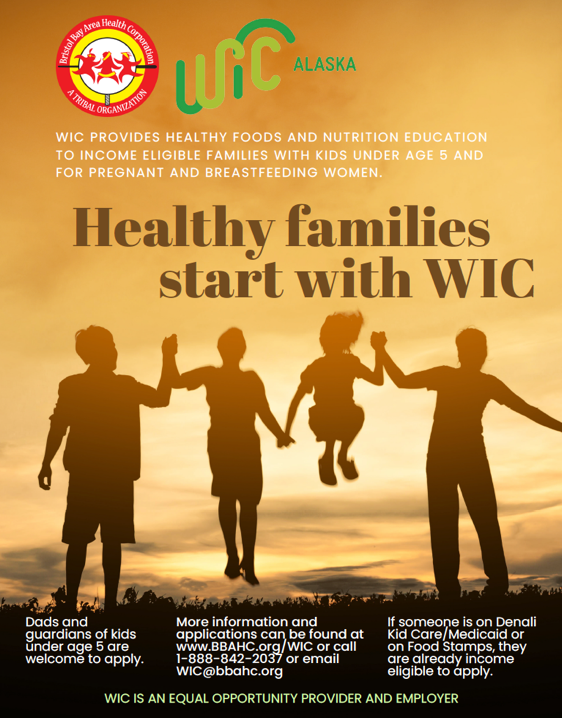 Bristol Bay Area Health Corporation
A TRIBAL ORGANIZATION
WiC ALASKA
WIC PROVIDES HEALTHY FOODS AND NUTRITION EDUCATION
TO INCOME ELIGIBLE FAMILIES WITH KIDS UNDER AGE 5 AND
FOR PREGNANT AND BREASTFEEDING WOMEN.
Healthy families
start with WIC
Dads and
guardians of kids
under age 5 are
welcome to apply.
More information and
applications can be found at
www.BBAHC.org/WIC or call
1-888-842-2037 or email
WIC@bbahc.org
If someone is on Denali
Kid Care/Medicaid or
on Food Stamps, they
are already income
eligible to apply.
WIC IS AN EQUAL OPPORTUNITY PROVIDER AND EMPLOYER